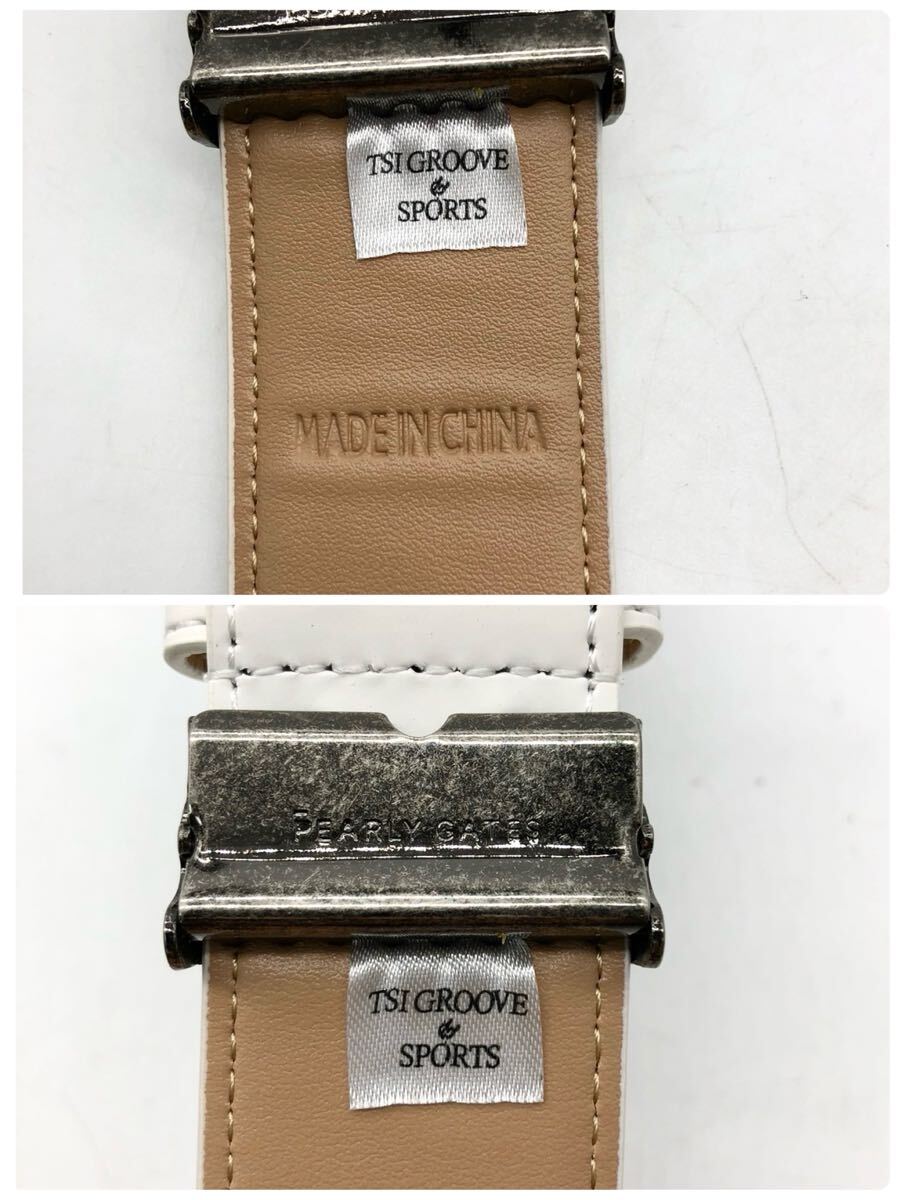 TSI GROOVE
&
SPORTS
MADE IN CHINA
PEARLY GATES
TSI GROOVE
&
SPORTS